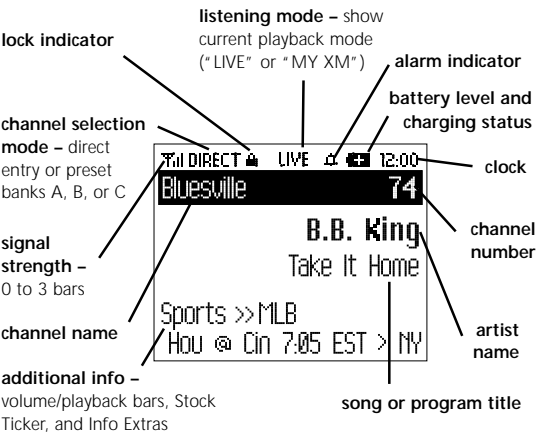 listening mode – show
current playback mode
(“LIVE” or “MY XM”)
lock indicator
alarm indicator
battery level and
charging status
channel selection
mode – direct
entry or preset
banks A, B, or C
DIRECT LIVE 12:00
clock
Bluesville 74
B.B. King
channel
number
Take It Home
signal
strength –
0 to 3 bars
Sports >>MLB
channel name
Hou @ Cin 7:05 EST > NY
artist
name
additional info –
volume/playback bars, Stock
Ticker, and Info Extras
song or program title